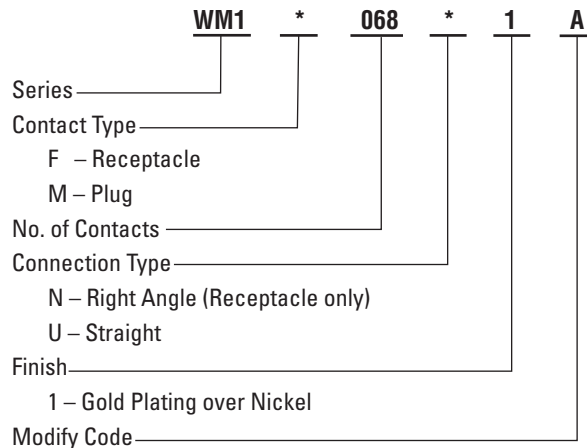 WM1 * 068 * 1 A
Series
Contact Type
F – Receptacle
M – Plug
No. of Contacts
Connection Type
N – Right Angle (Receptacle only)
U – Straight
Finish
1 – Gold Plating over Nickel
Modify Code